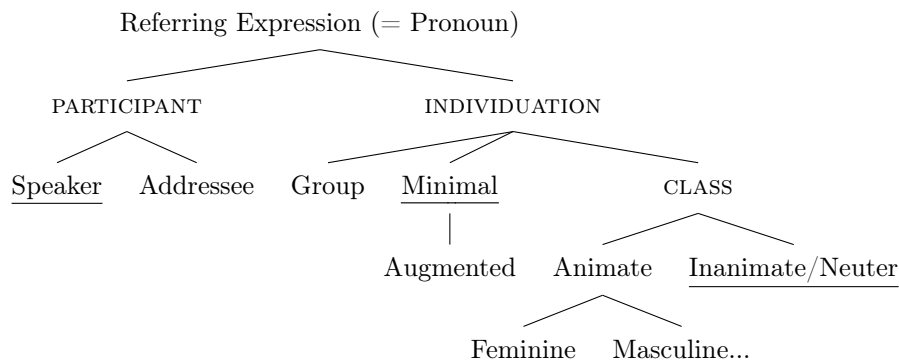 Referring Expression (= Pronoun)
PARTICIPANT INDIVIDUATION
Speaker Addressee Group Minimal CLASS
Augmented Animate Inanimate/Neuter
Feminine Masculine...